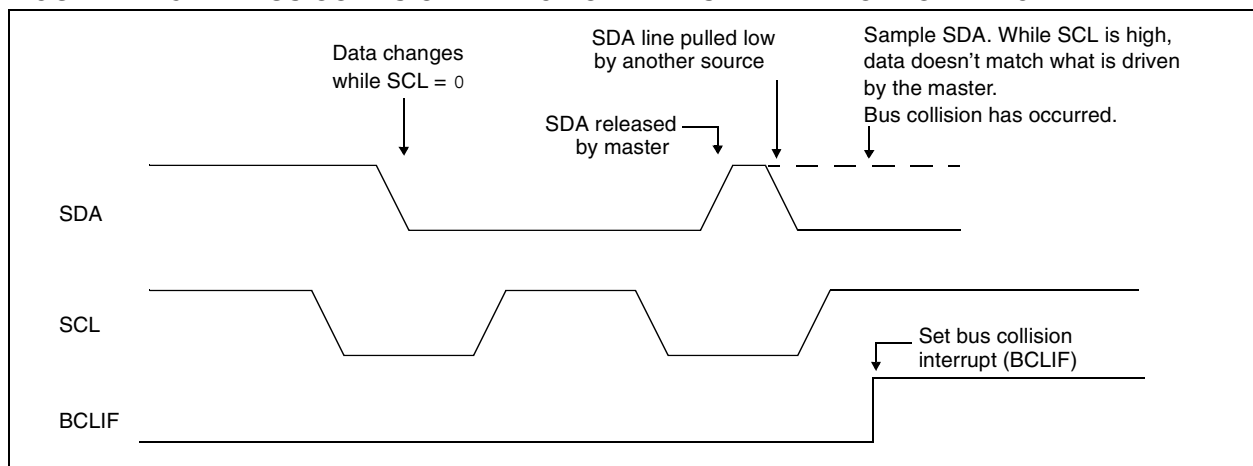 Data changes
while SCL = 0
SDA line pulled low
by another source
Sample SDA. While SCL is high,
data doesn't match what is driven
by the master.
Bus collision has occurred.
SDA released
by master
SDA
SCL
Set bus collision
interrupt (BCLIF)
BCLIF